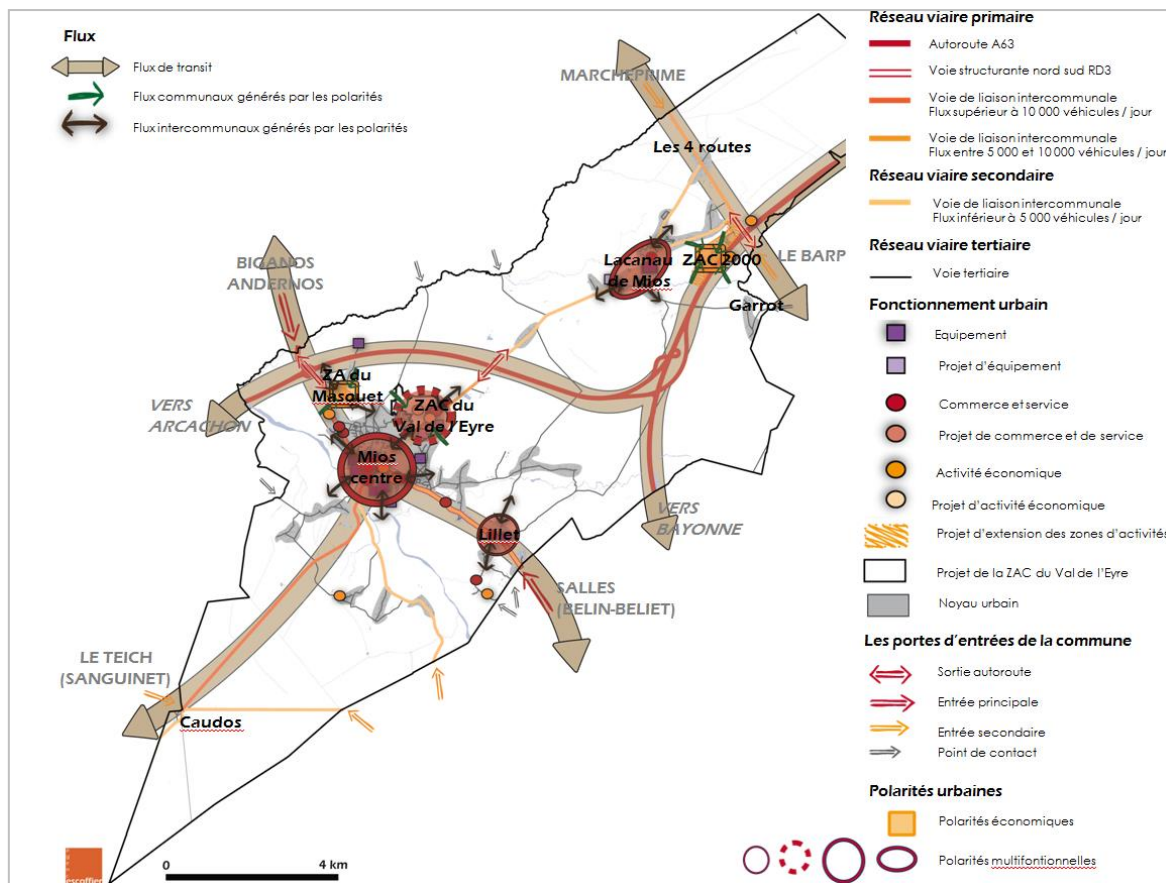 Flux
Flux de transit
Flux communaux générés par les polarités
Flux intercommunaux générés par les polarités
MARCHEPRIME
Les 4 routes
BIGANOS
ANDERNOS
Lacanau
de Mios
ZAC 2000
LE BARP
Garrot
ZA du
Masquet
VERS
ARCACHON
ZAC du
Val de l'Eyre
Mios
centre
Lillet
VERS
BAYONNE
SALLES
(BELIN-BELIET)
LE TEICH
(SANGUINET)
Caudos
escoffier
0
4 km
Réseau viaire primaire
Autoroute A63
Voie structurante nord sud RD3
Voie de liaison intercommunale
Flux supérieur à 10 000 véhicules / jour
Voie de liaison intercommunale
Flux entre 5 000 et 10 000 véhicules / jour
Réseau viaire secondaire
Voie de liaison intercommunale
Flux inférieur à 5 000 véhicules / jour
Réseau viaire tertiaire
Voie tertiaire
Fonctionnement urbain
Equipement
Projet d'équipement
Commerce et service
Projet de commerce et de service
Activité économique
Projet d'activité économique
Projet d'extension des zones d'activités
Projet de la ZAC du Val de l'Eyre
Noyau urbain
Les portes d'entrées de la commune
Sortie autoroute
Entrée principale
Entrée secondaire
Point de contact
Polarités urbaines
Polarités économiques
Polarités multifontionnelles